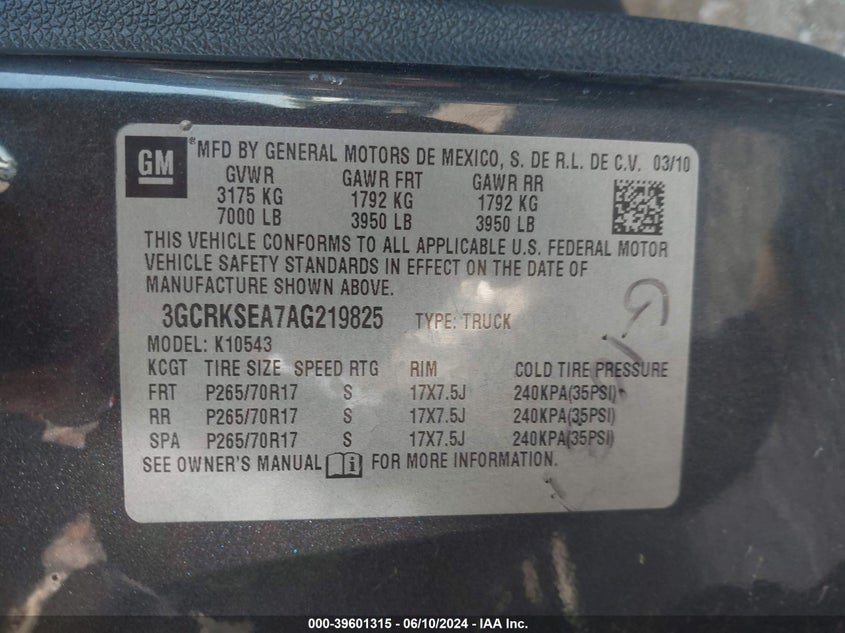 GM
®MFD BY GENERAL MOTORS DE MEXICO, S. DE R.L. DE C.V. 03/10
GVWR GAWR FRT GAWR RR
3175 KG 1792 KG 1792 KG
7000 LB 3950 LB 3950 LB
THIS VEHICLE CONFORMS TO ALL APPLICABLE U.S. FEDERAL MOTOR
VEHICLE SAFETY STANDARDS IN EFFECT ON THE DATE OF
MANUFACTURE SHOWN ABOVE.
3GCRKSEA7AG219825 TYPE: TRUCK
MODEL: K10543
KCGT TIRE SIZE SPEED RTG RIM COLD TIRE PRESSURE
FRT P265/70R17 S 17X7.5J 240KPA(35PSI)
RR P265/70R17 S 17X7.5J 240KPA(35PSI)
SPA P265/70R17 S 17X7.5J 240KPA(35PSI)
SEE OWNER'S MANUAL FOR MORE INFORMATION.
000-39601315 - 06/10/2024 - IAA Inc.